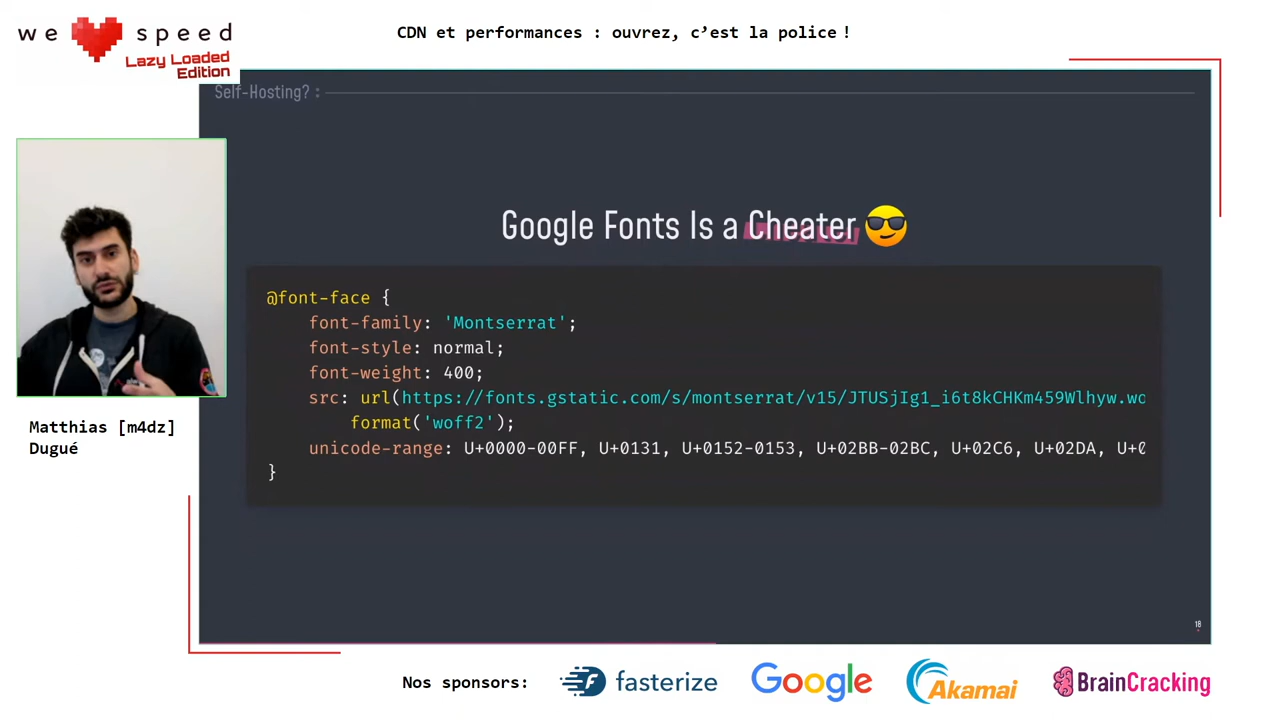 we speed
Lazy Loaded
Edition
CDN et performances : ouvrez, c’est la police !
Self-Hosting? :
Google Fonts Is a Cheater
@font-face {
font-family: 'Montserrat';
font-style: normal;
font-weight: 400;
src: url(https://fonts.gstatic.com/s/montserrat/v15/JTUSjIg1_i6t8kCHKm459Wlhyw.wo
format('woff2');
unicode-range: U+0000-00FF, U+0131, U+0152-0153, U+02BB-02BC, U+02C6, U+02DA, U+0
}
Matthias [m4dz]
Dugué
18
Nos sponsors:
fasterize
Google
Akamai
BrainCracking